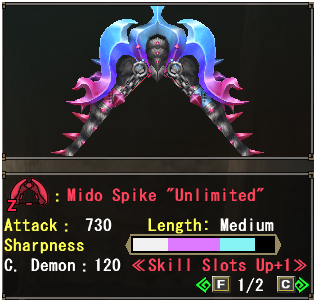 Z : Mido Spike "Unlimited"
Attack : 730 Length: Medium
Sharpness
C. Demon : 120 ≪Skill Slots Up+1≫
F 1/2 C